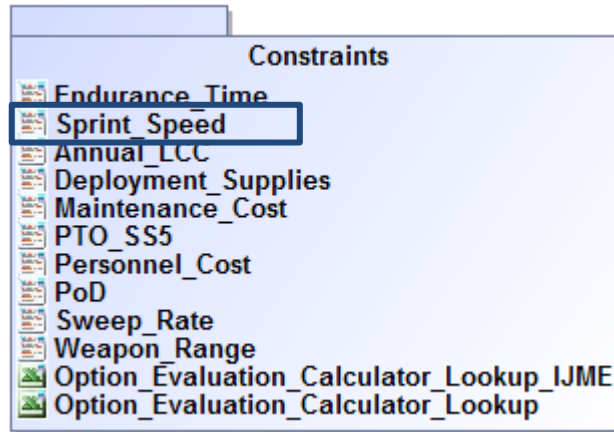 Constraints
Endurance_Time
Sprint_Speed
Annual_LCC
Deployment_Supplies
Maintenance_Cost
PTO_SS5
Personnel_Cost
PoD
Sweep_Rate
Weapon_Range
Option_Evaluation_Calculator_Lookup_IJME
Option_Evaluation_Calculator_Lookup